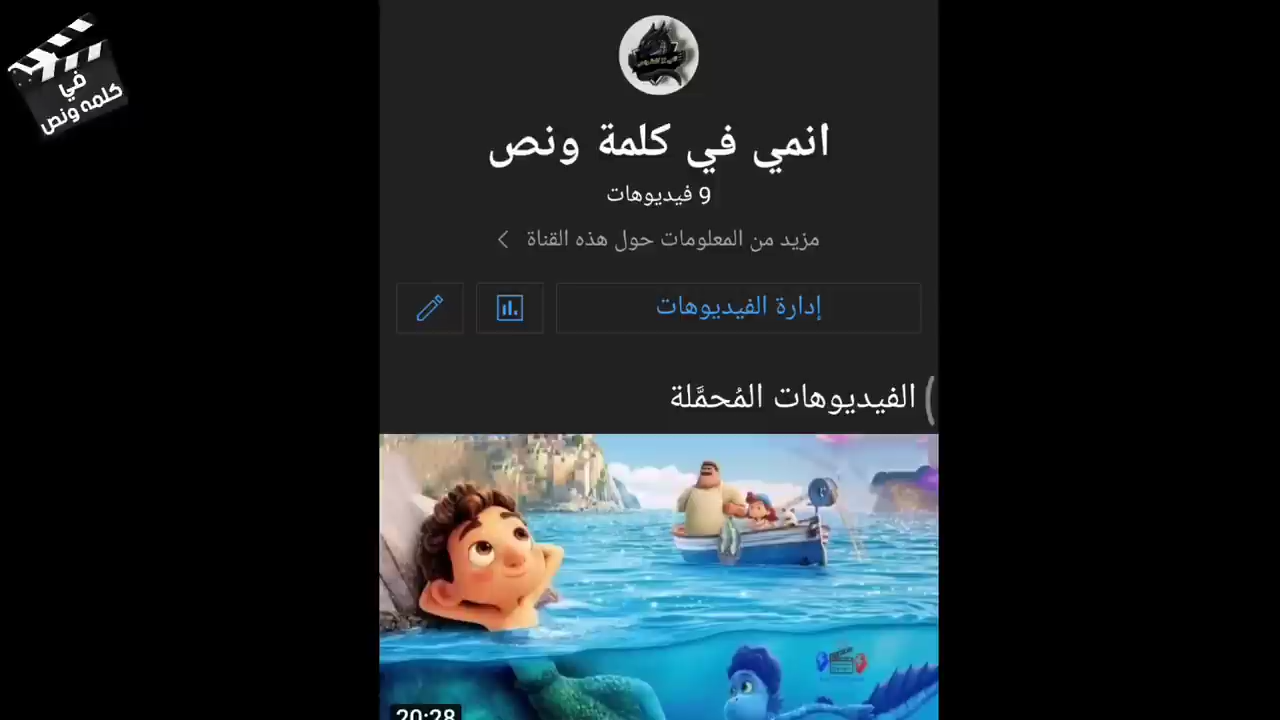 في
كلمه ونص
انمي في كلمة ونص
9 فيديوهات
مزيد من المعلومات حول هذه القناة
إدارة الفيديوهات
الفيديوهات المُحمَّلة
20:28